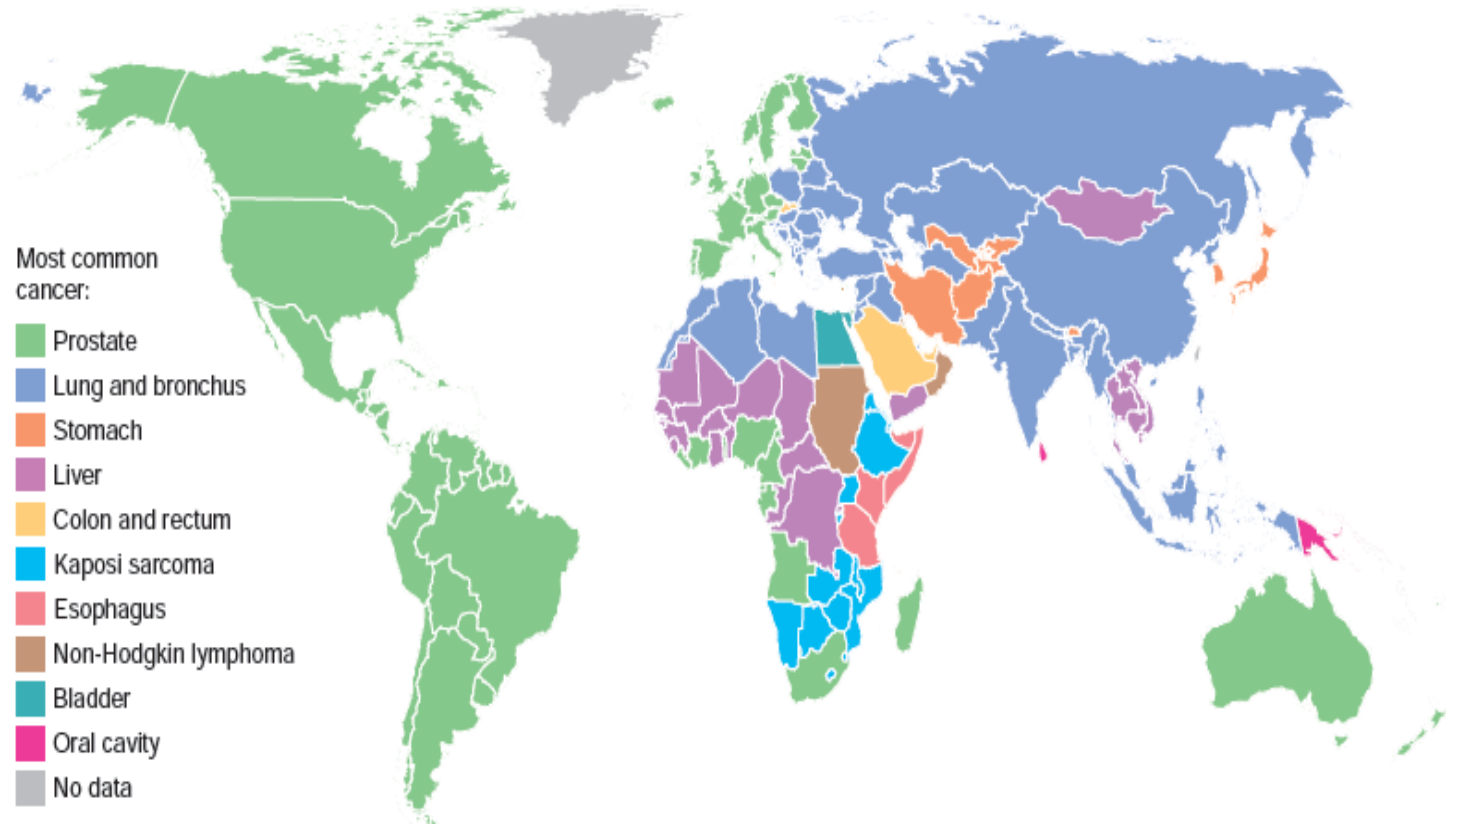 Most common
cancer:
Prostate
Lung and bronchus
Stomach
Liver
Colon and rectum
Kaposi sarcoma
Esophagus
Non-Hodgkin lymphoma
Bladder
Oral cavity
No data